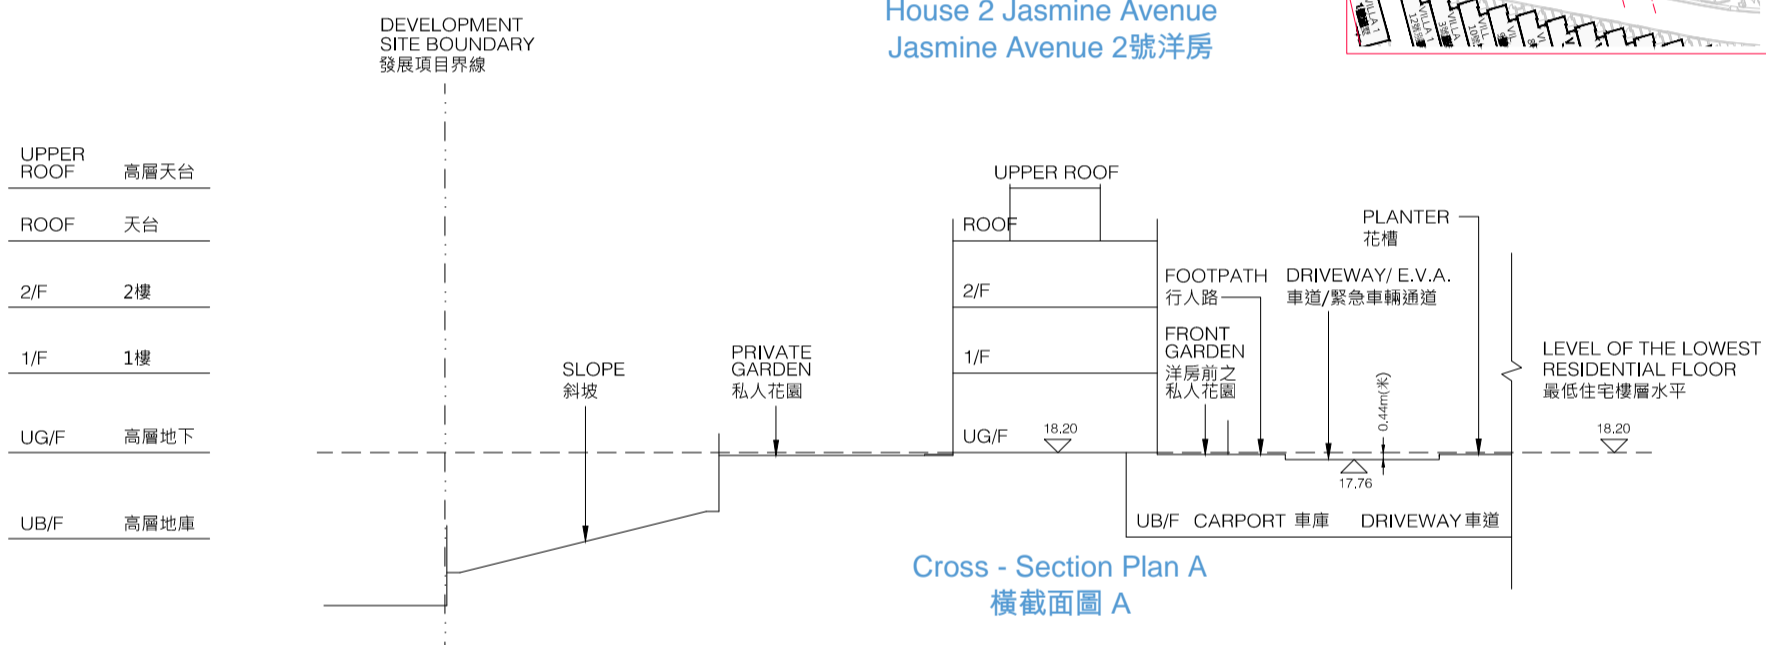 House 2 Jasmine Avenue
Jasmine Avenue 2號洋房
DEVELOPMENT
SITE BOUNDARY
發展項目界線
UPPER
ROOF 高層天台
ROOF 天台
2/F 2樓
1/F 1樓
UG/F 高層地下
UB/F 高層地庫
SLOPE
斜坡
PRIVATE
GARDEN
私人花園
UPPER ROOF
ROOF
2/F
1/F
UG/F
18.20
FOOTPATH
行人路
FRONT
GARDEN
洋房前之
私人花園
DRIVEWAY/ E.V.A.
車道/緊急車輛通道
PLANTER
花槽
0.44m(米)
17.76
LEVEL OF THE LOWEST
RESIDENTIAL FLOOR
最低住宅樓層水平
18.20
UB/F CARPORT 車庫 DRIVEWAY 車道
Cross - Section Plan A
橫截面圖 A